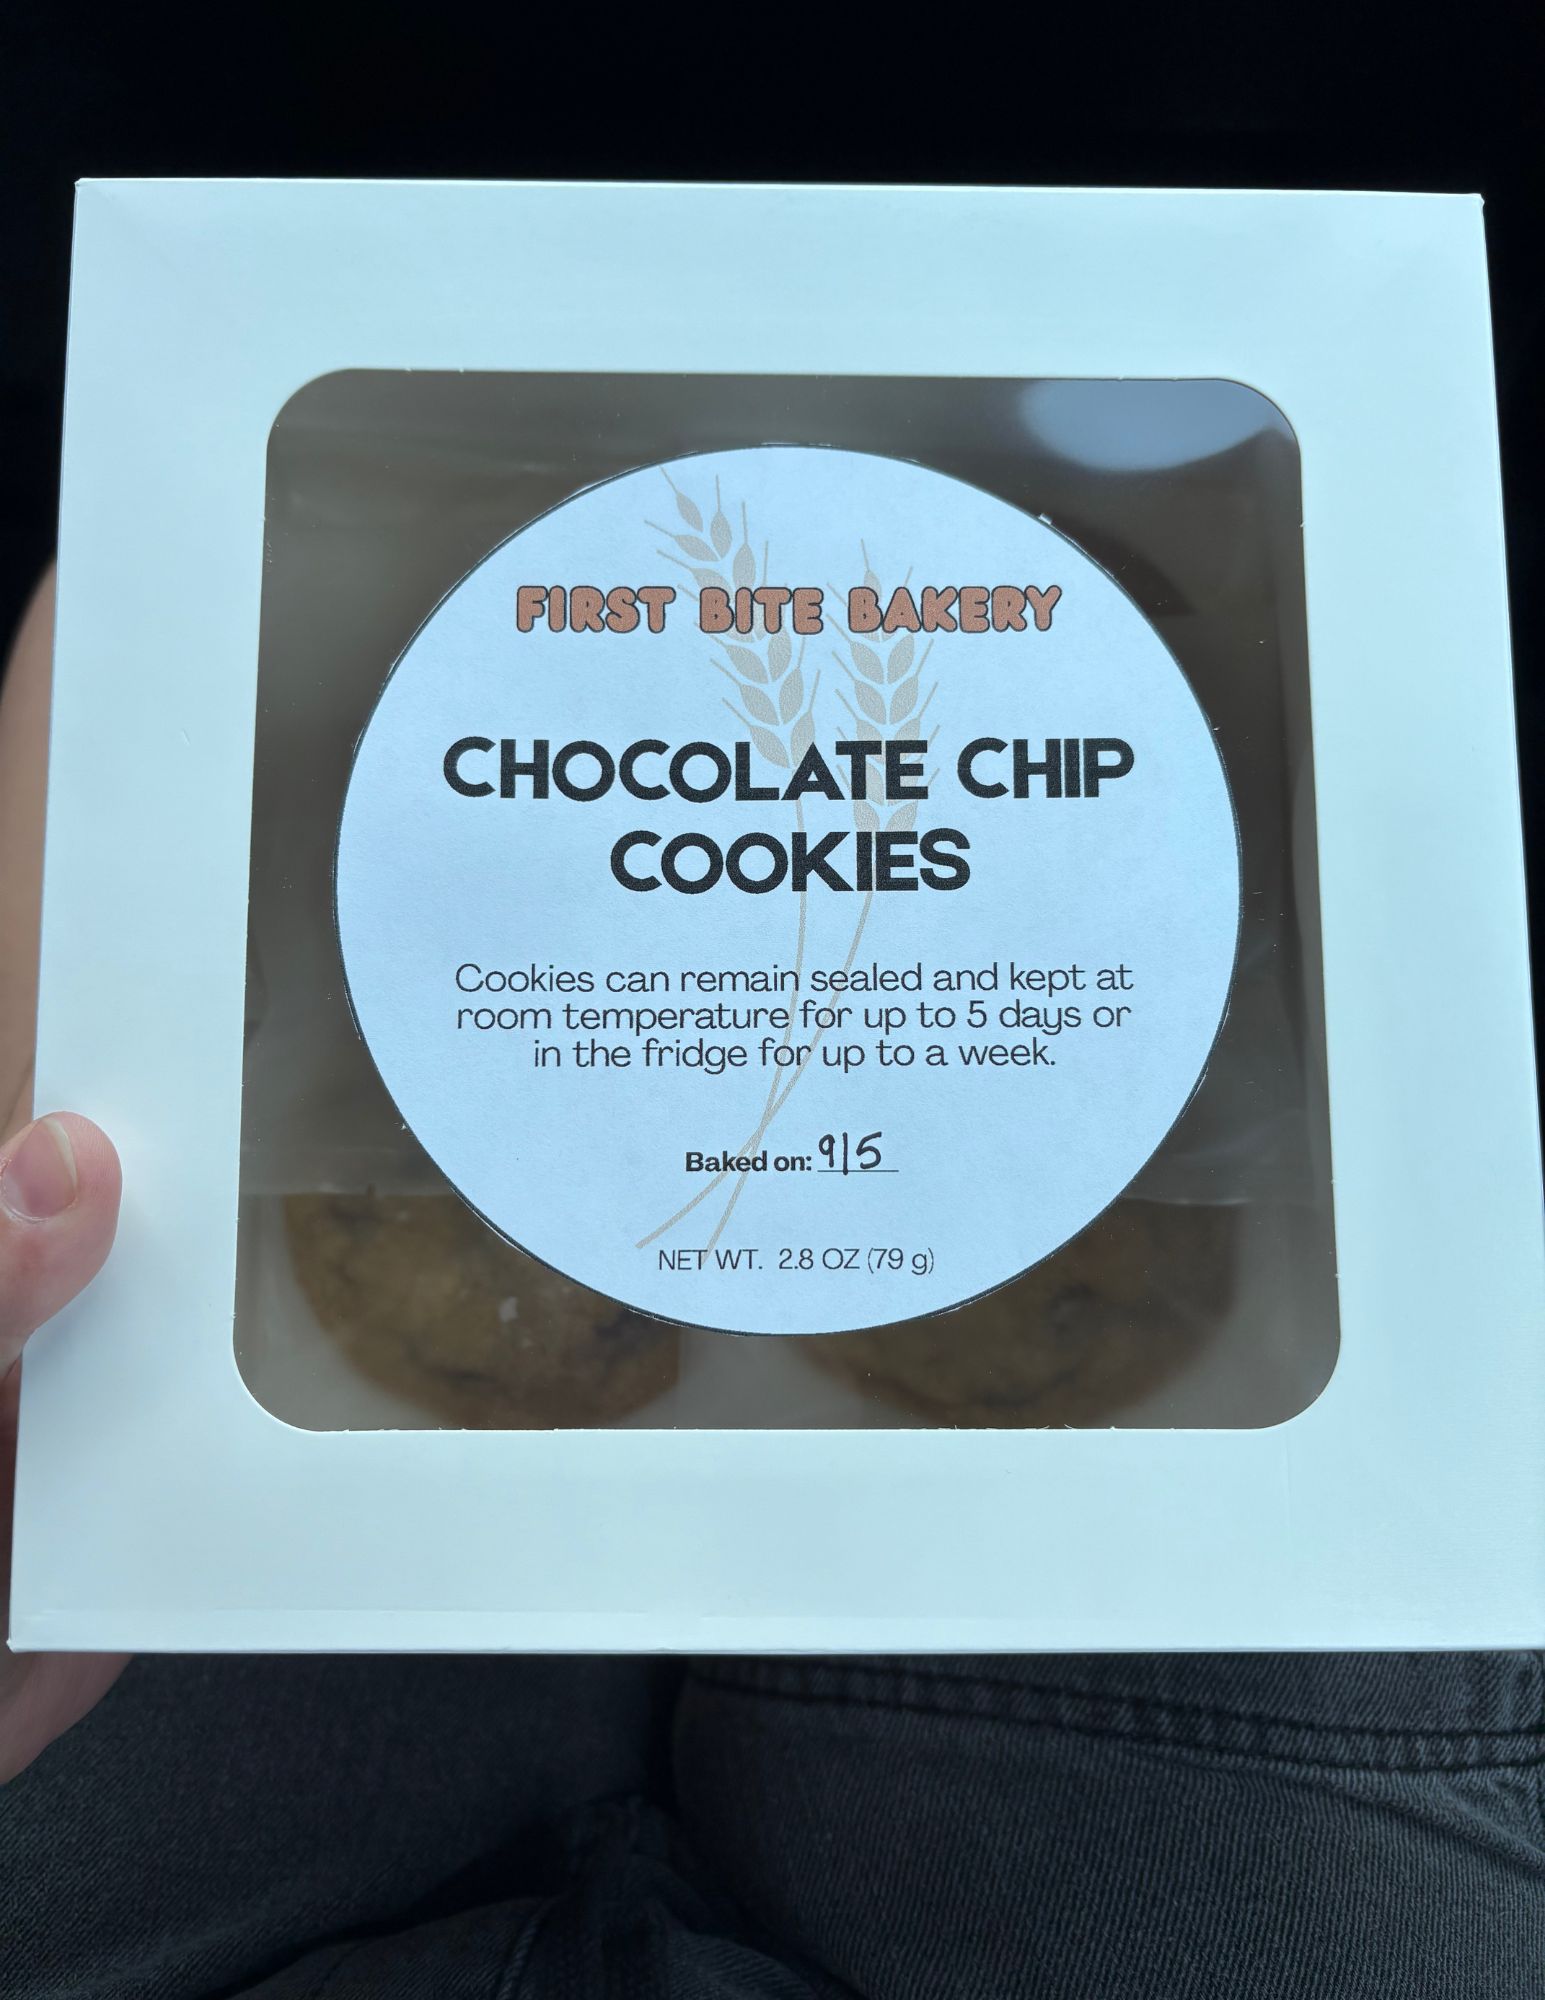 FIRST BITE BAKERY
CHOCOLATE CHIP
COOKIES
Cookies can remain sealed and kept at
room temperature for up to 5 days or
in the fridge for up to a week.
Baked on: 9/5
NET WT. 2.8 OZ (79 g)